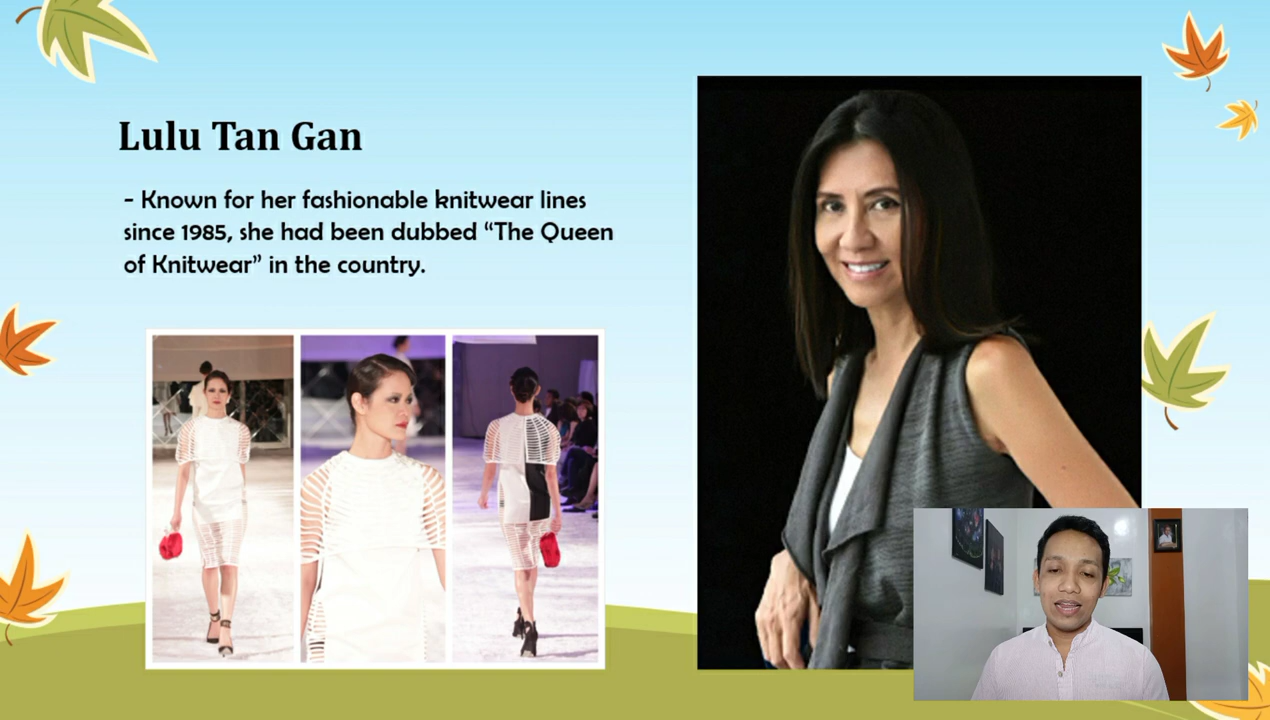 Lulu Tan Gan
- Known for her fashionable knitwear lines
since 1985, she had been dubbed “The Queen
of Knitwear” in the country.